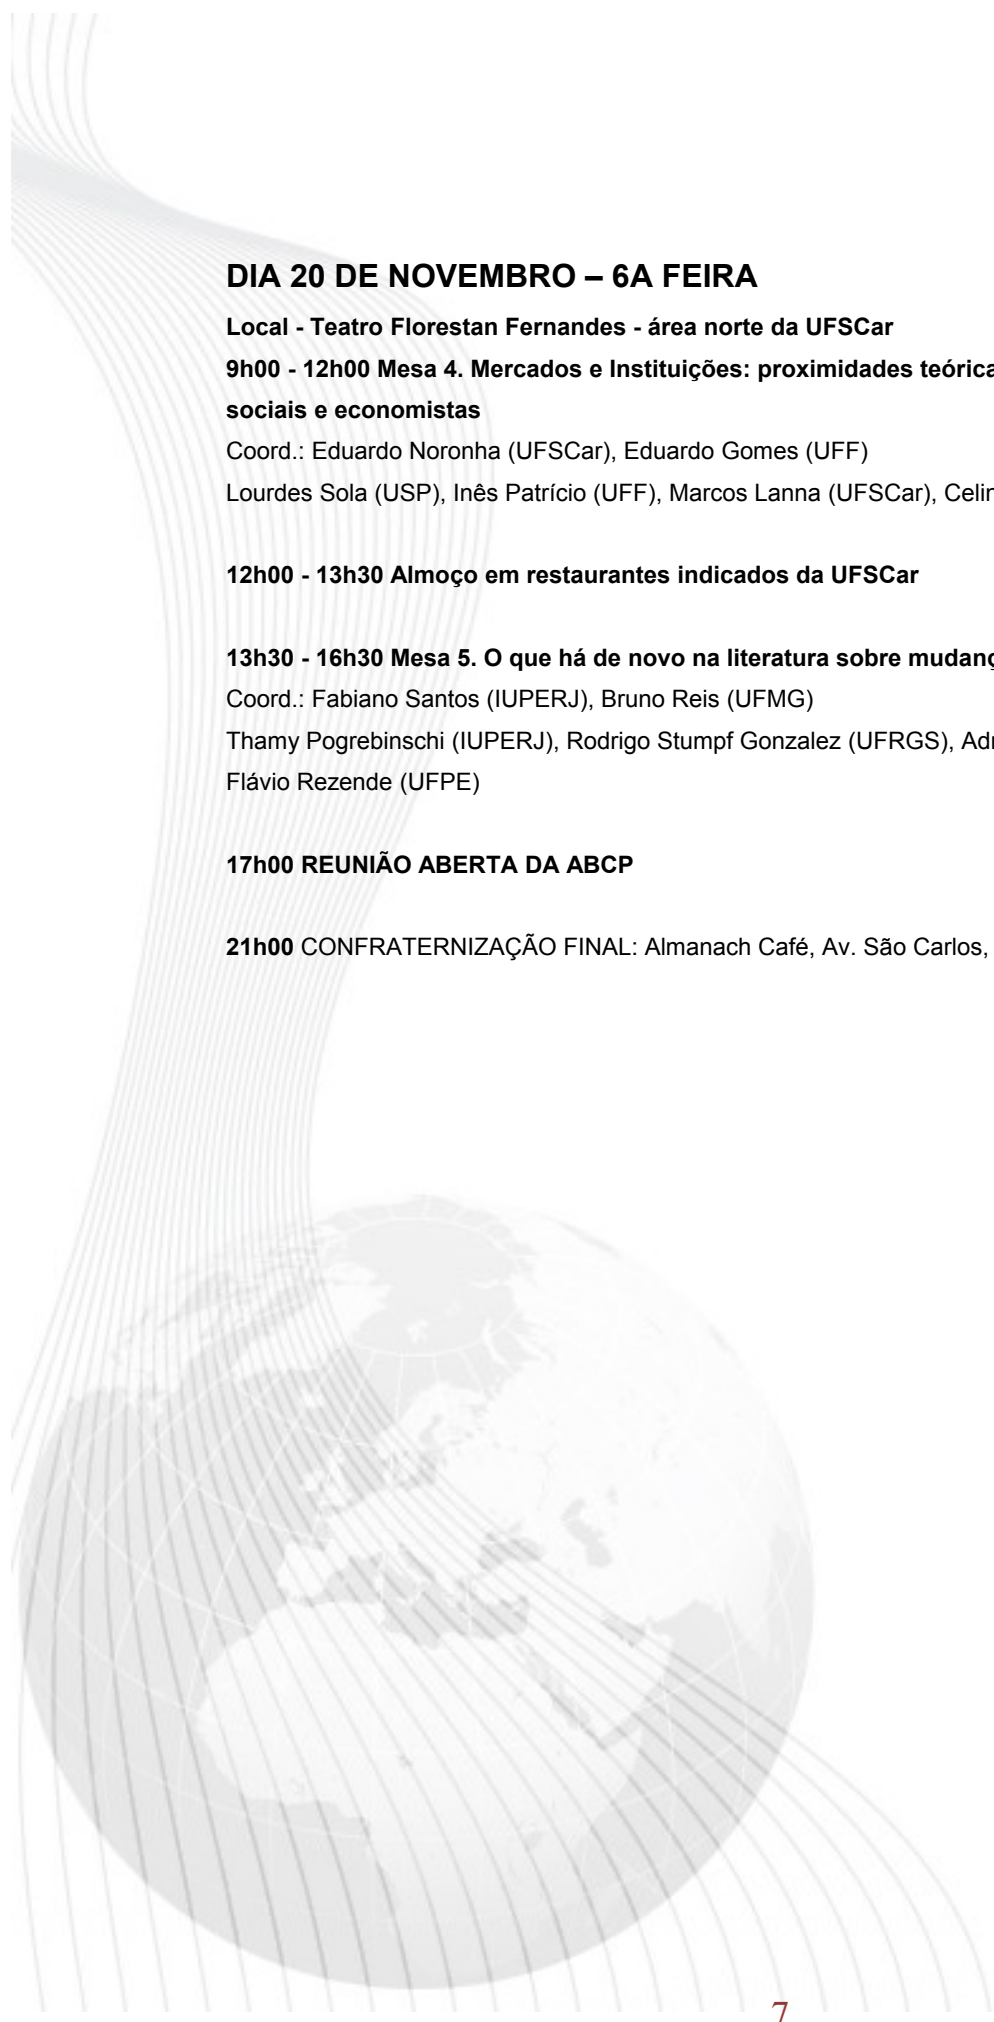 DIA 20 DE NOVEMBRO – 6A FEIRA
Local - Teatro Florestan Fernandes - área norte da UFSCar
9h00 - 12h00 Mesa 4. Mercados e Instituições: proximidades
sociais e economistas
Coord.: Eduardo Noronha (UFSCar), Eduardo Gomes (UFF)
Lourdes Sola (USP), Inês Patrício (UFF), Marcos Lanna (UFSCar),
12h00 - 13h30 Almoço em restaurantes indicados da UFSCar
13h30 - 16h30 Mesa 5. O que há de novo na literatura sobre
Coord.: Fabiano Santos (IUPERJ), Bruno Reis (UFMG)
Thamy Pogrebinschi (IUPERJ), Rodrigo Stumpf Gonzalez (UFRGS),
Flávio Rezende (UFPE)
17h00 REUNIÃO ABERTA DA ABCP
21h00 CONFRATERNIZAÇÃO FINAL: Almanach Café, Av. São Carlos,
7